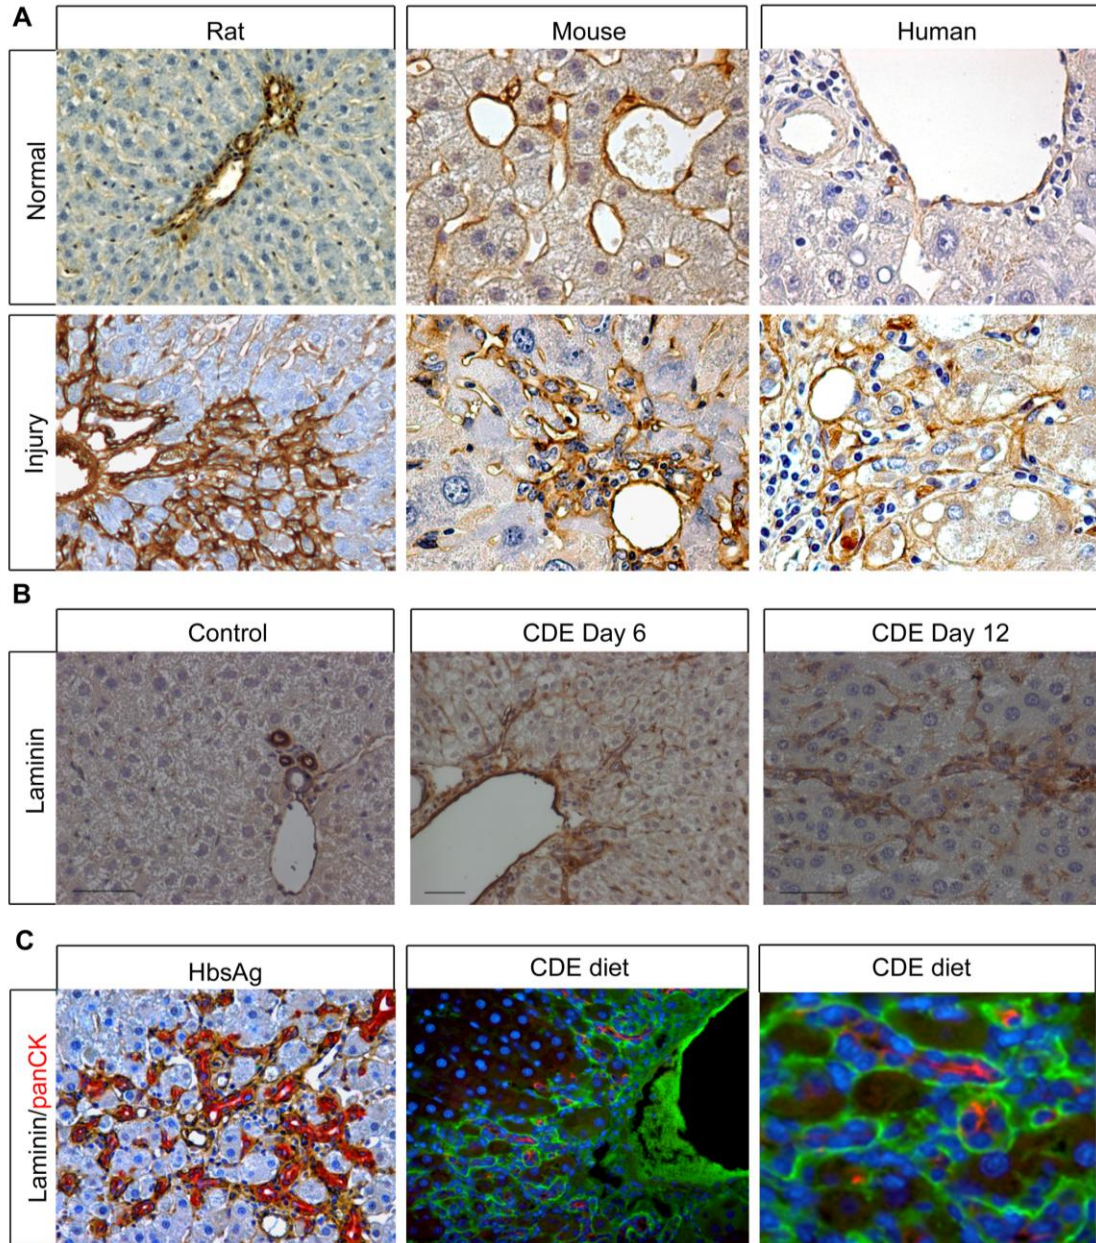 A
Rat
Mouse
Human
Normal
Injury
B
Control
CDE Day 6
CDE Day 12
Laminin
C
HbsAg
CDE diet
CDE diet
Laminin/panCK